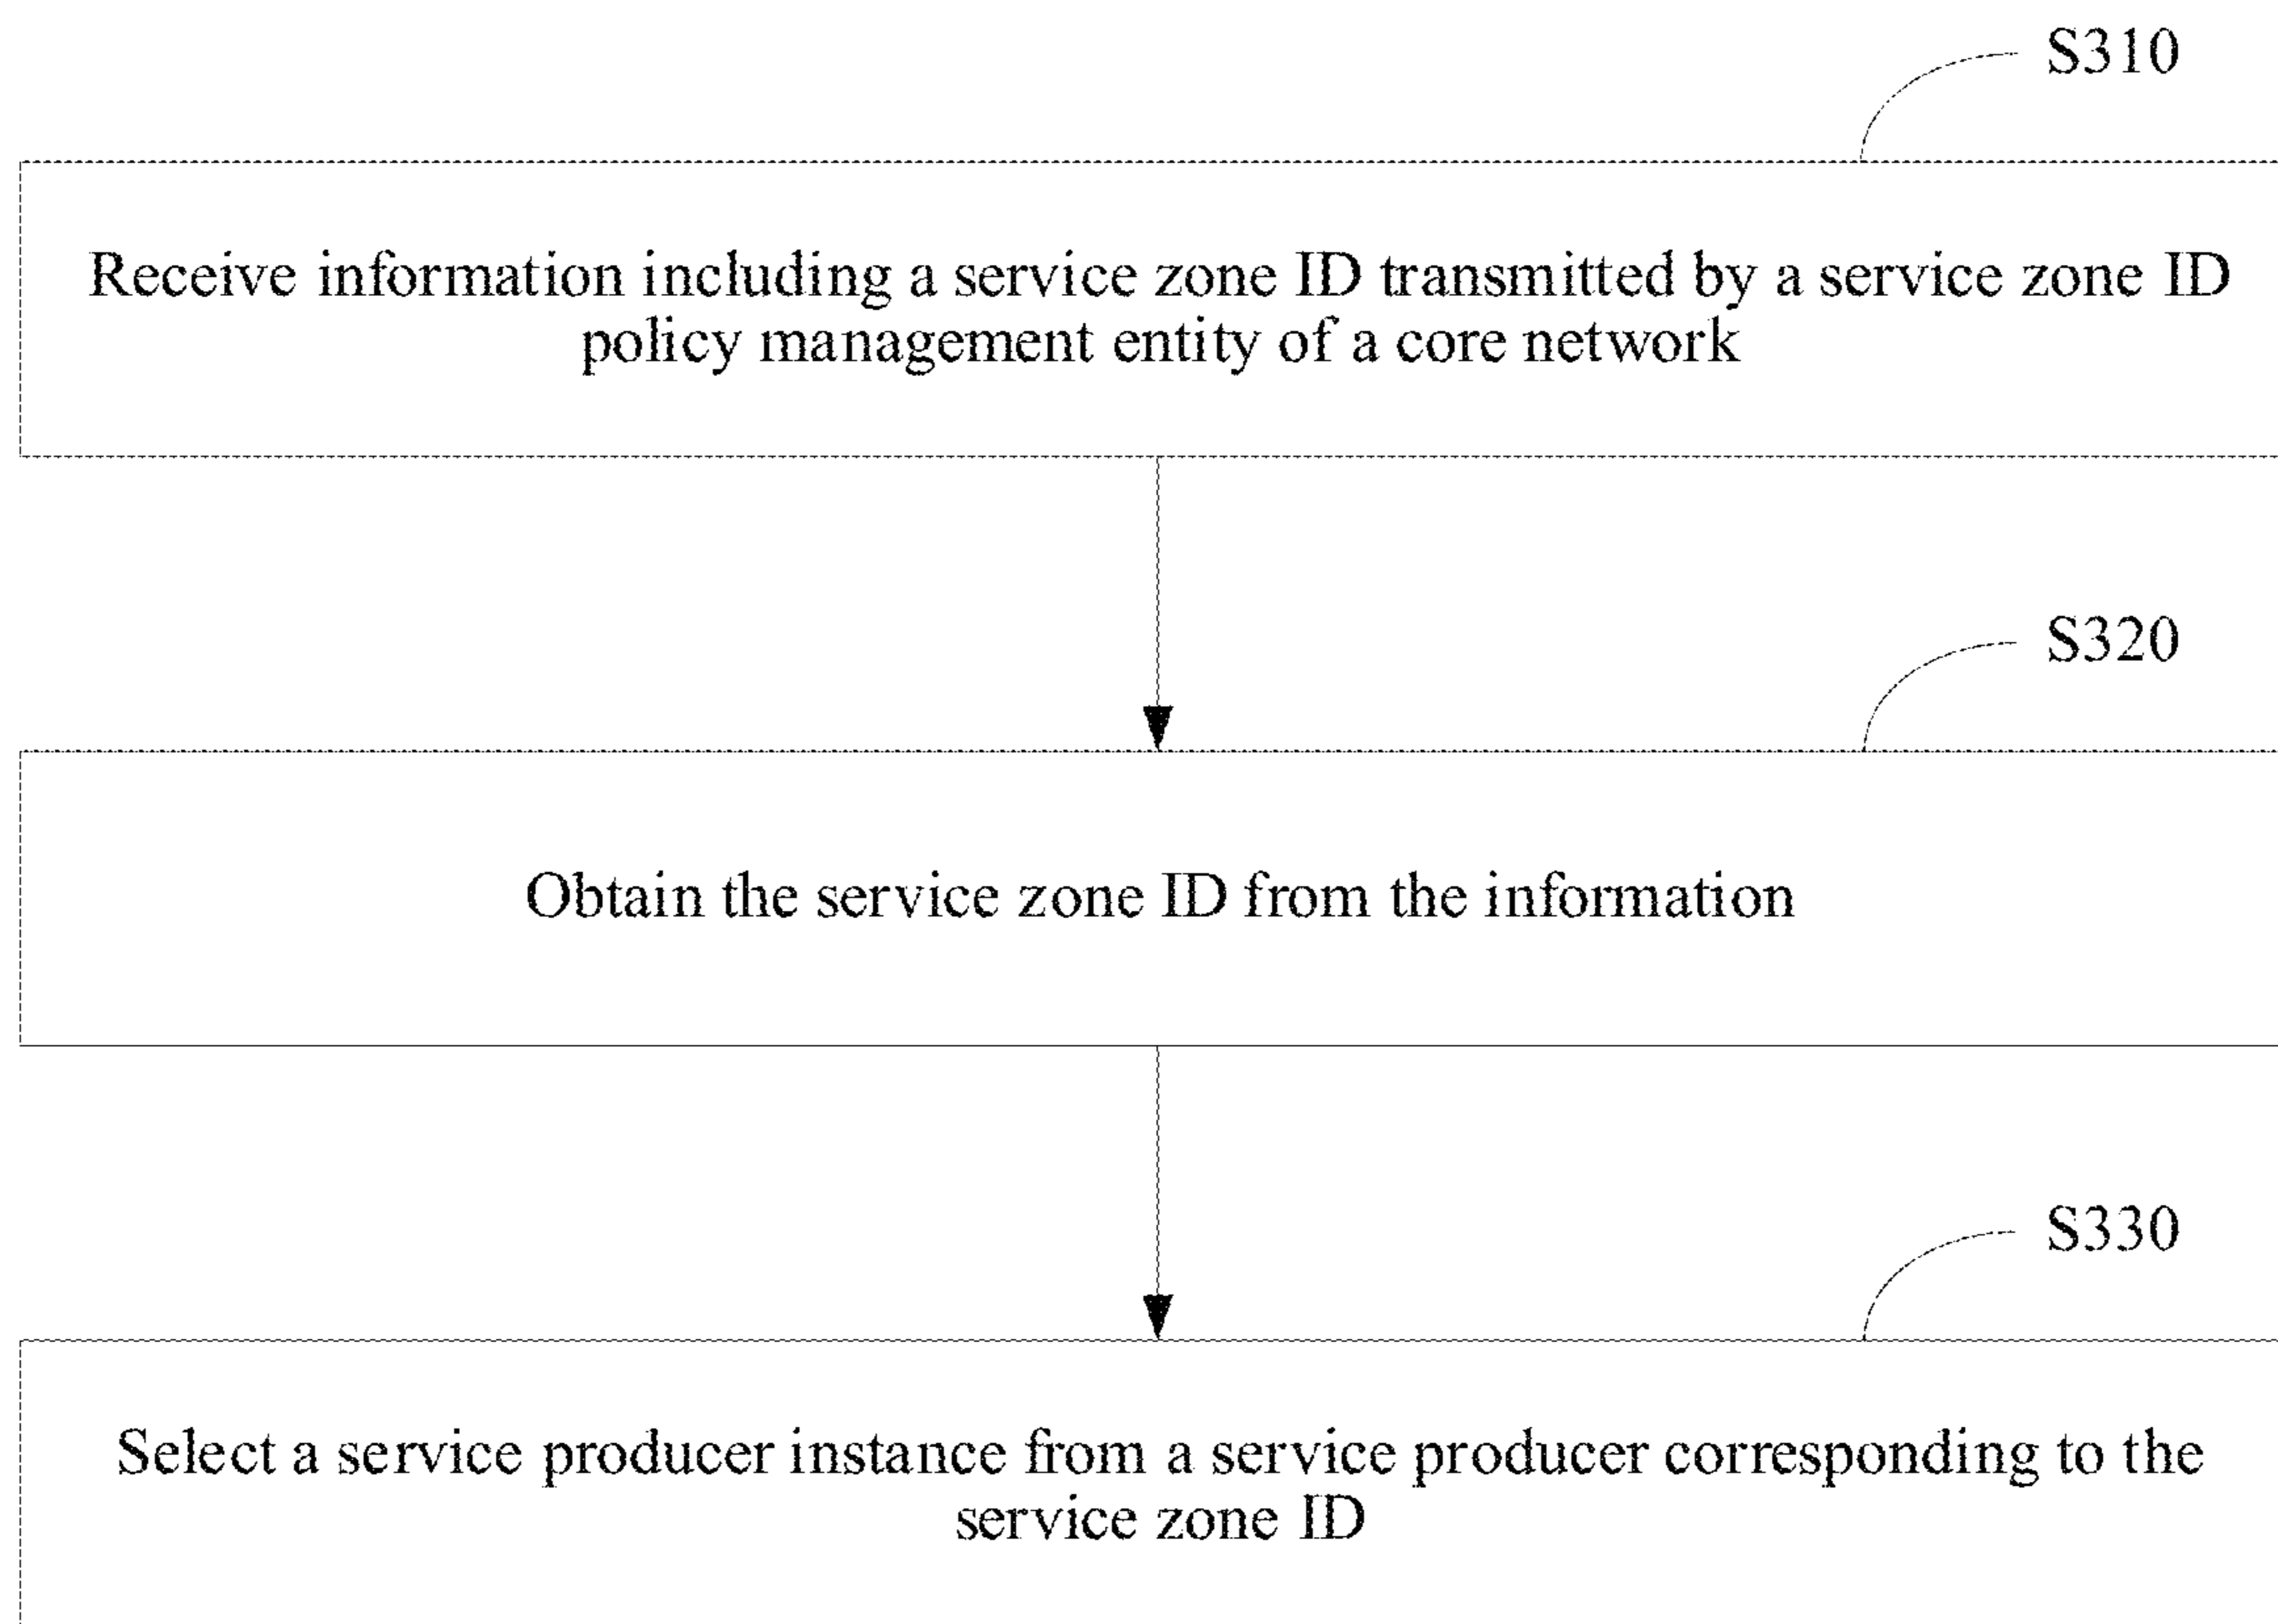 S310
Receive information including a service zone ID transmitted by a service zone ID
policy management entity of a core network
S320
Obtain the service zone ID from the information
S330
Select a service producer instance from a service producer corresponding to the
service zone ID